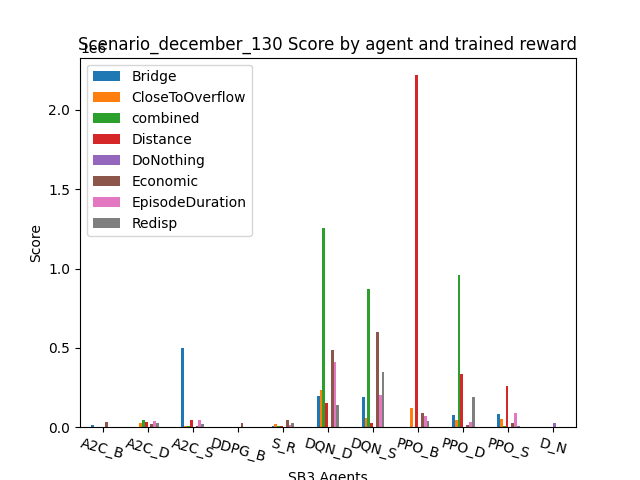 Scenario_december_130 Score by agent and trained reward
1e6
Bridge
CloseToOverflow
combined
Distance
DoNothing
Economic
EpisodeDuration
Redisp
2.0
1.5
1.0
0.5
0.0
Score
A2C_B
A2C_D
A2C_S
DDPG_B
S_R
DQN_D
DQN_S
PPO_B
PPO_D
PPO_S
D_N
SB3 Agents